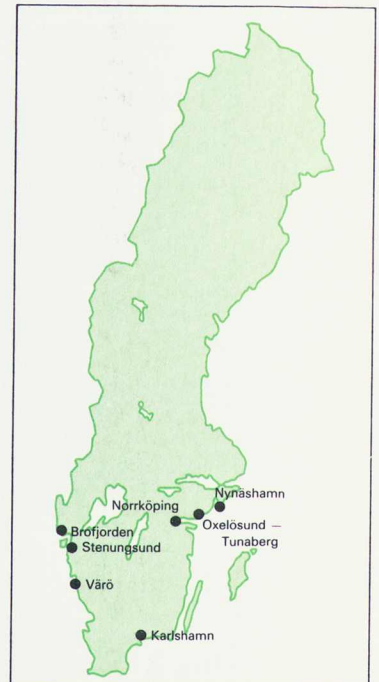 Nynäshamn
Norrköping
Oxelösund –
Tunaberg
Brofjorden
Stenungsund
Värö
Karlshamn